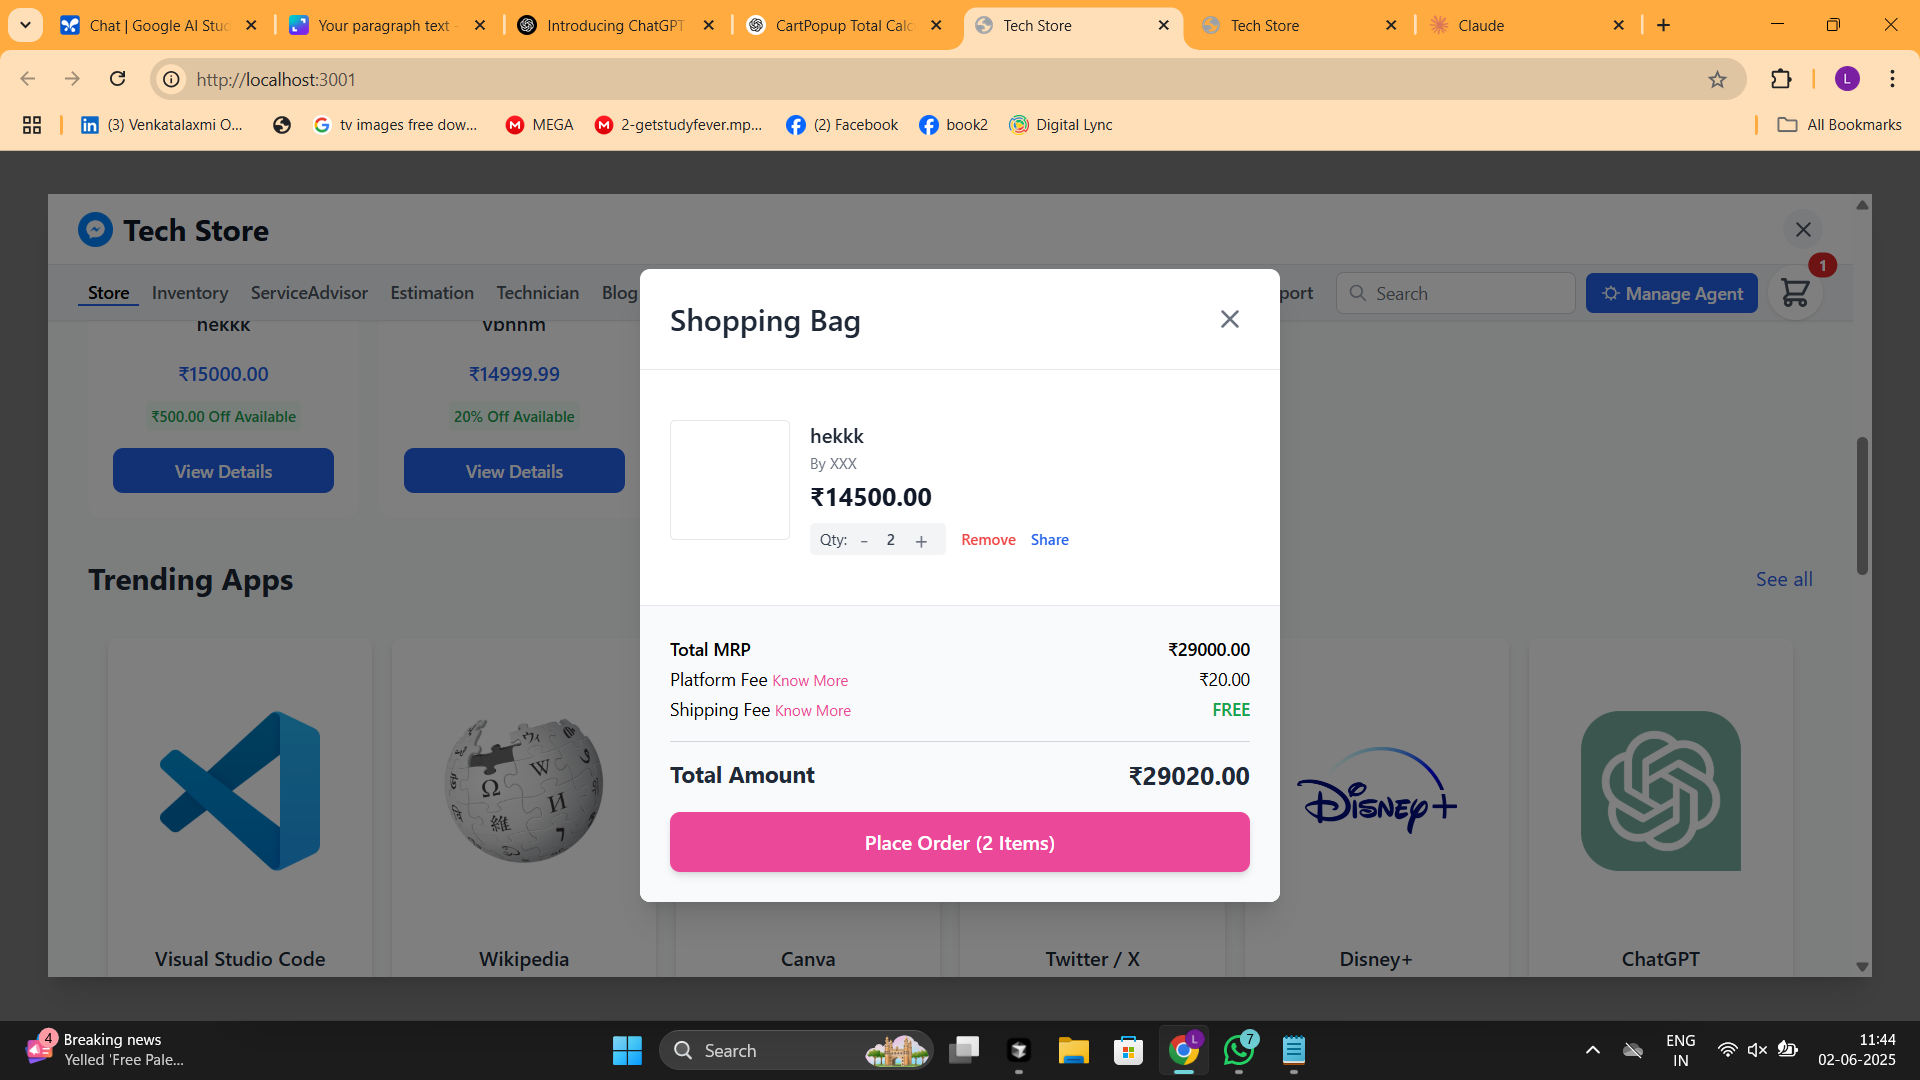 Chat | Google AI Stud
Your paragraph text -
Introducing ChatGPT
CartPopup Total Calc
Tech Store
Tech Store
Claude
http://localhost:3001
L
(3) Venkatalaxmi O...
tv images free dow...
MEGA
2-getstudyfever.mp...
(2) Facebook
book2
Digital Lync
All Bookmarks
Tech Store
Store
Inventory
ServiceAdvisor
Estimation
Technician
Blog
port
Search
Manage Agent
1
hekkk
vbhnm
₹15000.00
₹14999.99
₹500.00 Off Available
20% Off Available
View Details
View Details
Shopping Bag
hekkk
By XXX
₹14500.00
Qty: - 2 +
Remove
Share
Total MRP ₹29000.00
Platform Fee Know More ₹20.00
Shipping Fee Know More FREE
Total Amount ₹29020.00
Place Order (2 Items)
Trending Apps
See all
W
Ω
И
維
7
Disney+
Visual Studio Code
Wikipedia
Canva
Twitter / X
Disney+
ChatGPT
4
Breaking news
Yelled 'Free Pale...
Search
L
7
ENG
IN
11:44
02-06-2025